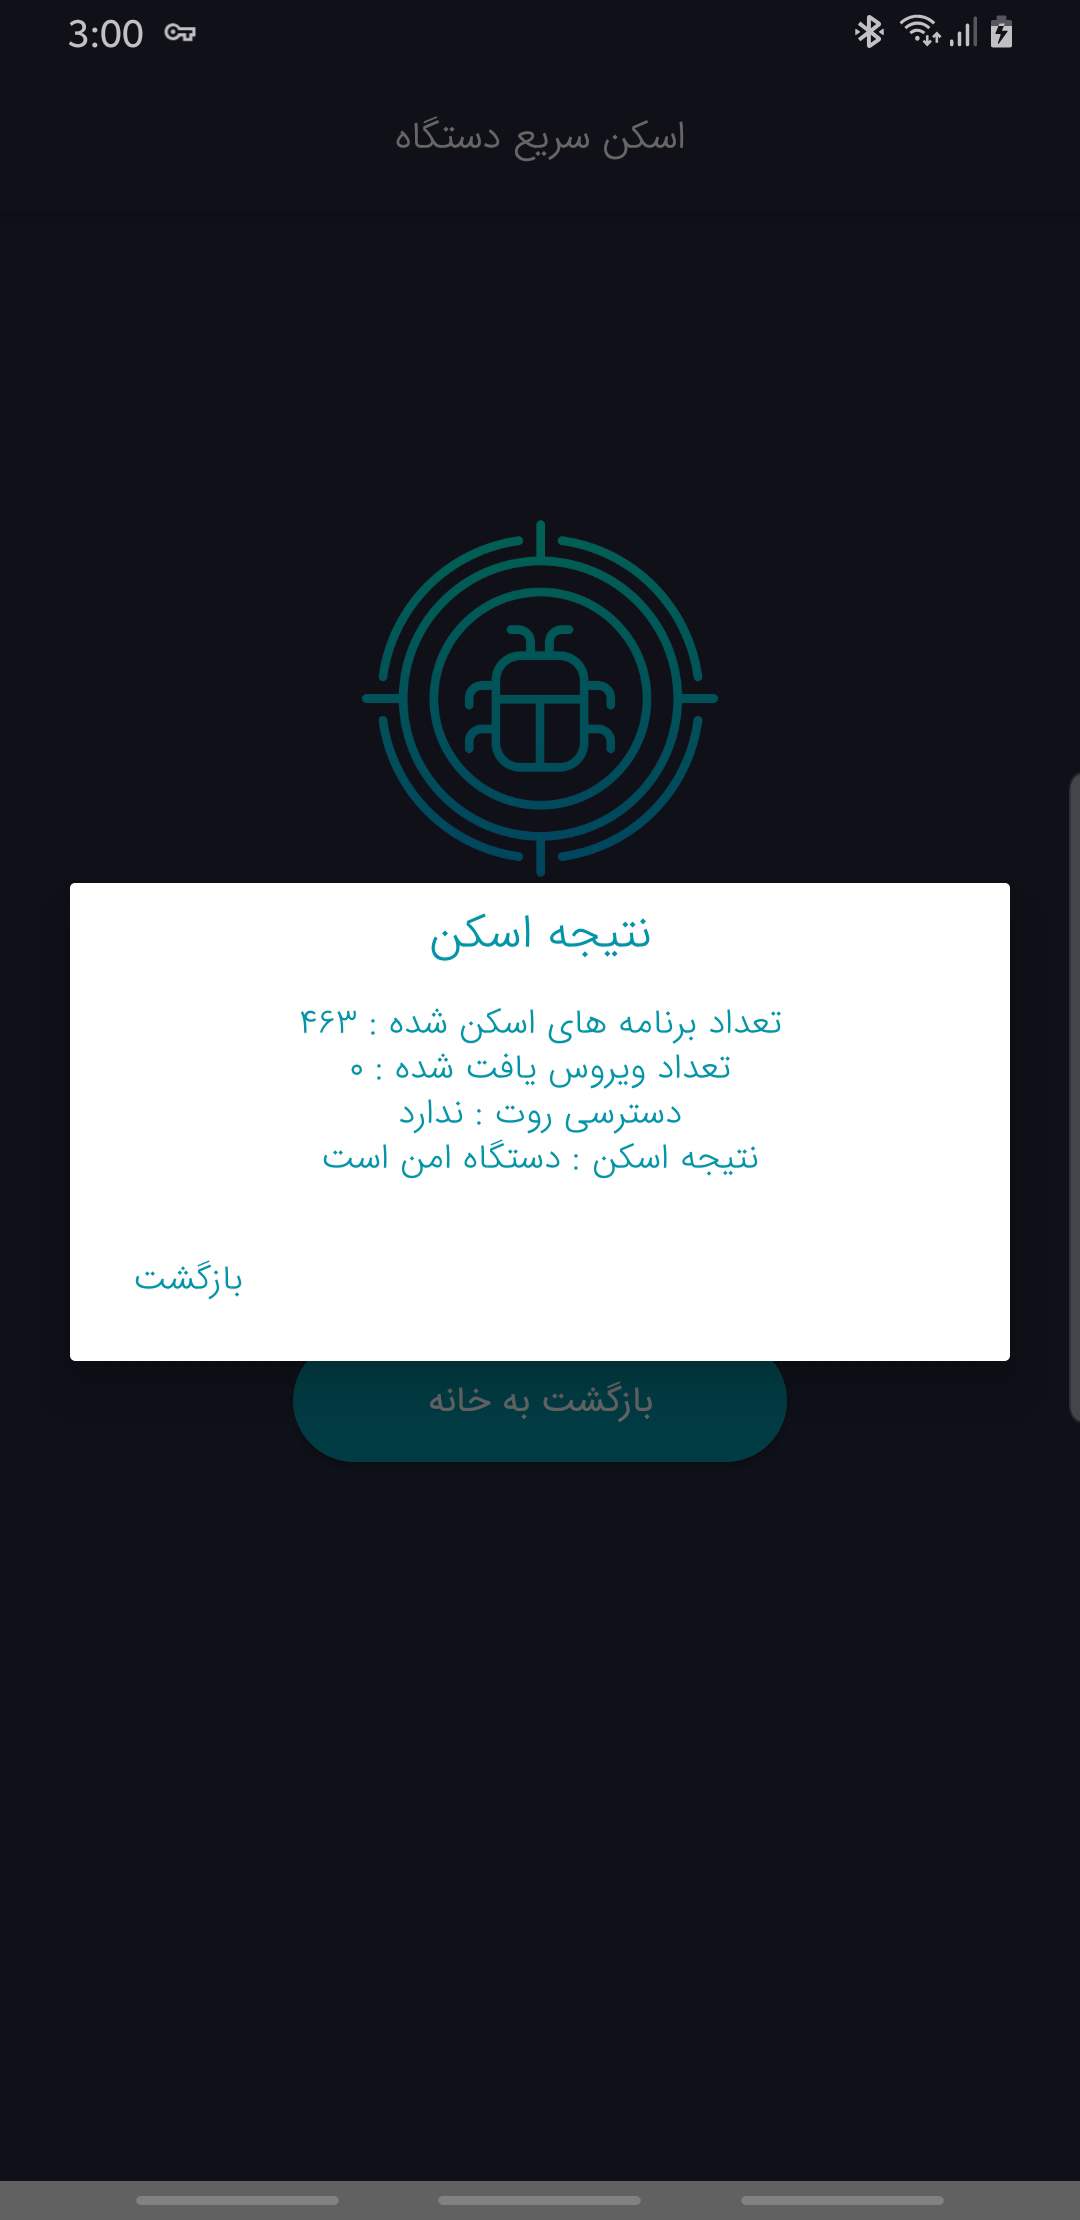 3:00
اسکن سریع دستگاه
نتیجه اسکن
تعداد برنامه های اسکن شده : ۴۶۳
تعداد ویروس یافت شده : ۰
دسترسی روت : ندارد
نتیجه اسکن : دستگاه امن است
بازگشت
بازگشت به خانه